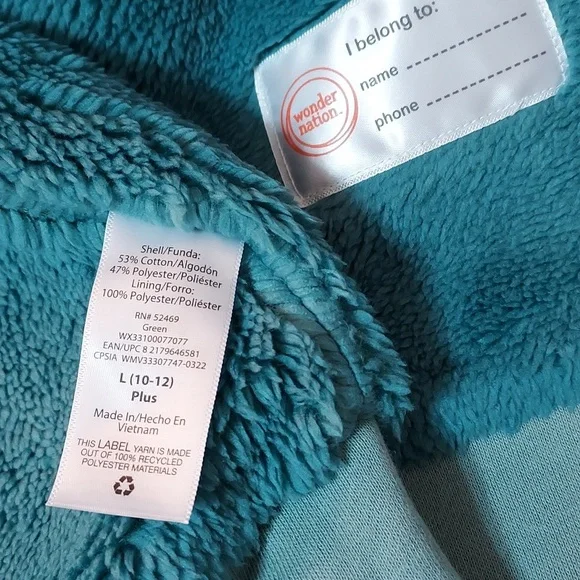 I belong to:
wonder
nation™
name
phone
Shell/Funda:
53% Cotton/Algodón
47% Polyester/Poliéster
Lining/Forro:
100% Polyester/Poliéster
RN# 52469
Green
WX33100077077
EAN/UPC 8 2179646581
CPSIA WMV33307747-0322
L (10-12)
Plus
Made In/Hecho En
Vietnam
THIS LABEL YARN IS MADE
OUT OF 100% RECYCLED
POLYESTER MATERIALS